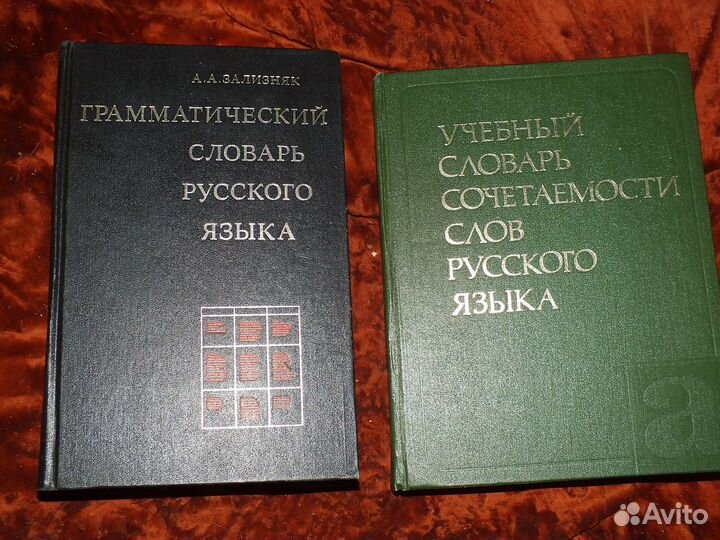 А.А.ЗАЛИЗНЯК
ГРАММАТИЧЕСКИЙ
СЛОВАРЬ
РУССКОГО
ЯЗЫКА
УЧЕБНЫЙ
СЛОВАРЬ
СОЧЕТАЕМОСТИ
СЛОВ
РУССКОГО
ЯЗЫКА
а
Avito